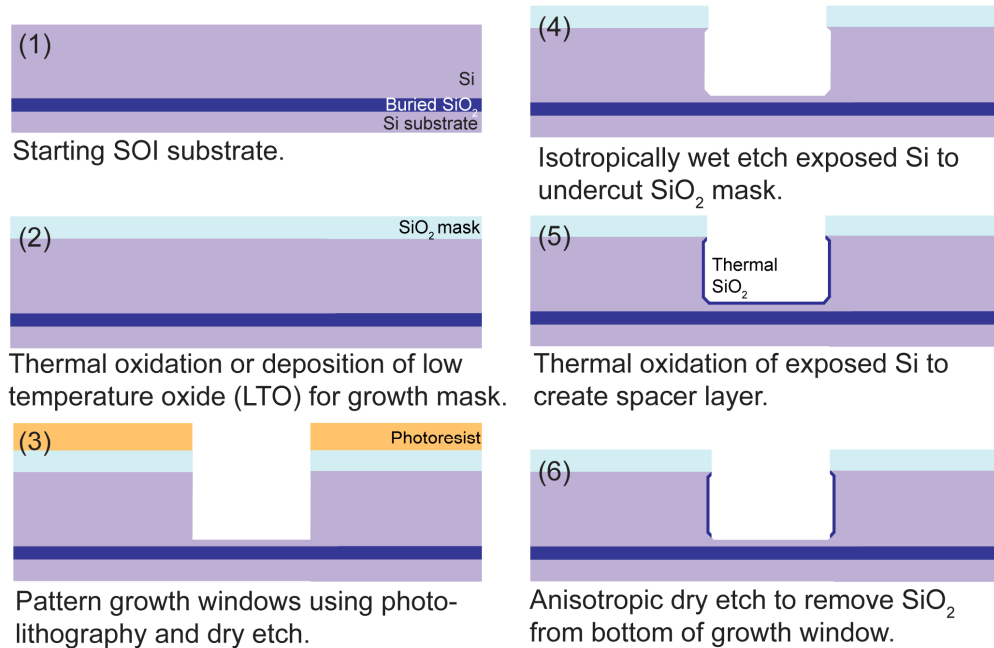 (1)
Si
Buried SiO₂
Si substrate
Starting SOI substrate.
(2)
SiO₂ mask
Thermal oxidation or deposition of low
temperature oxide (LTO) for growth mask.
(3)
Photoresist
Pattern growth windows using photo-
lithography and dry etch.
(4)
Isotropically wet etch exposed Si to
undercut SiO₂ mask.
(5)
Thermal
SiO₂
Thermal oxidation of exposed Si to
create spacer layer.
(6)
Anisotropic dry etch to remove SiO₂
from bottom of growth window.